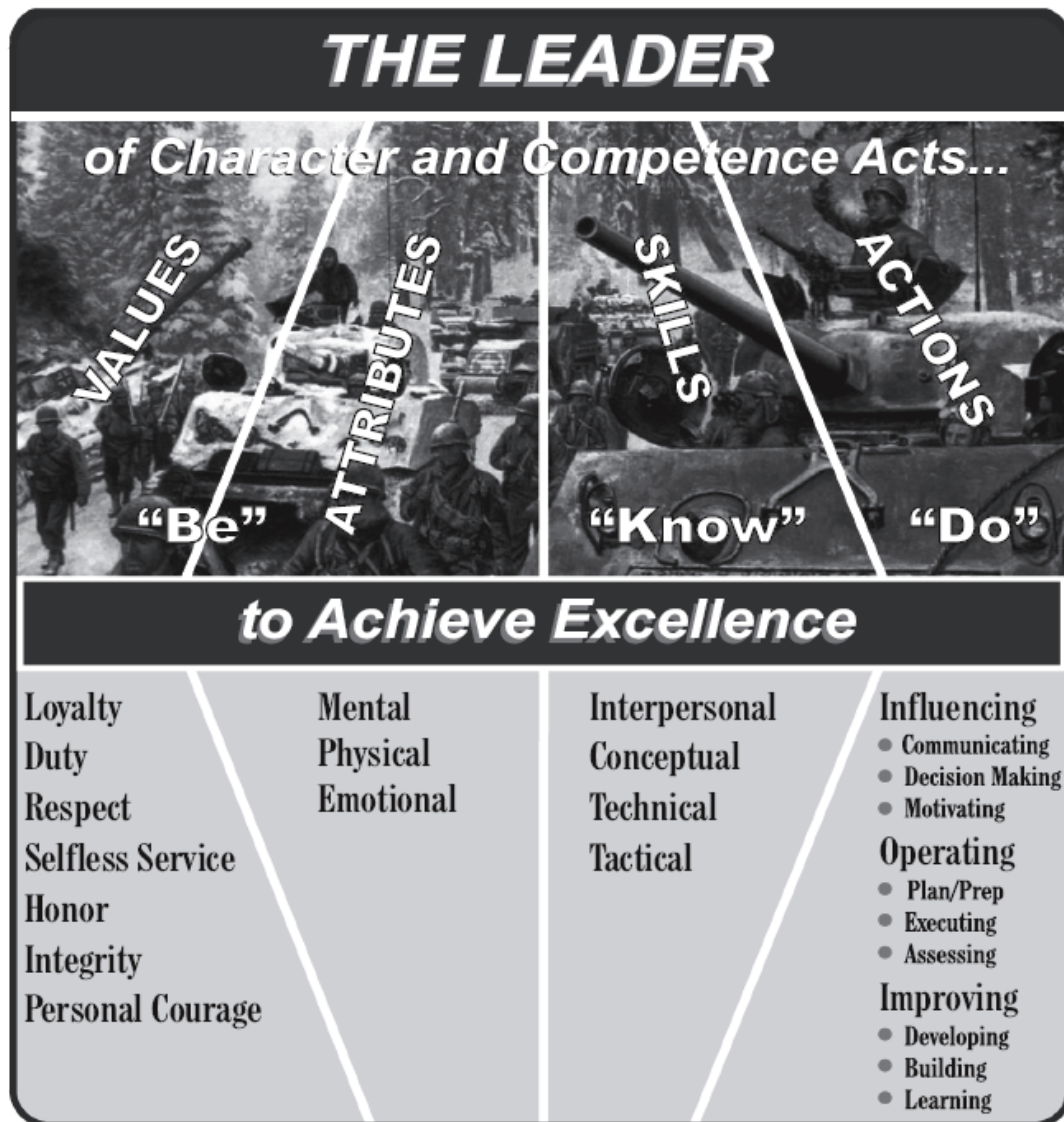 THE LEADER
of Character and Competence Acts...
VALUES
ATTRIBUTES
SKILLS
ACTIONS
“Be”
“Know”
“Do”
to Achieve Excellence
Loyalty
Duty
Respect
Selfless Service
Honor
Integrity
Personal Courage
Mental
Physical
Emotional
Interpersonal
Conceptual
Technical
Tactical
Influencing
• Communicating
• Decision Making
• Motivating
Operating
• Plan/Prep
• Executing
• Assessing
Improving
• Developing
• Building
• Learning